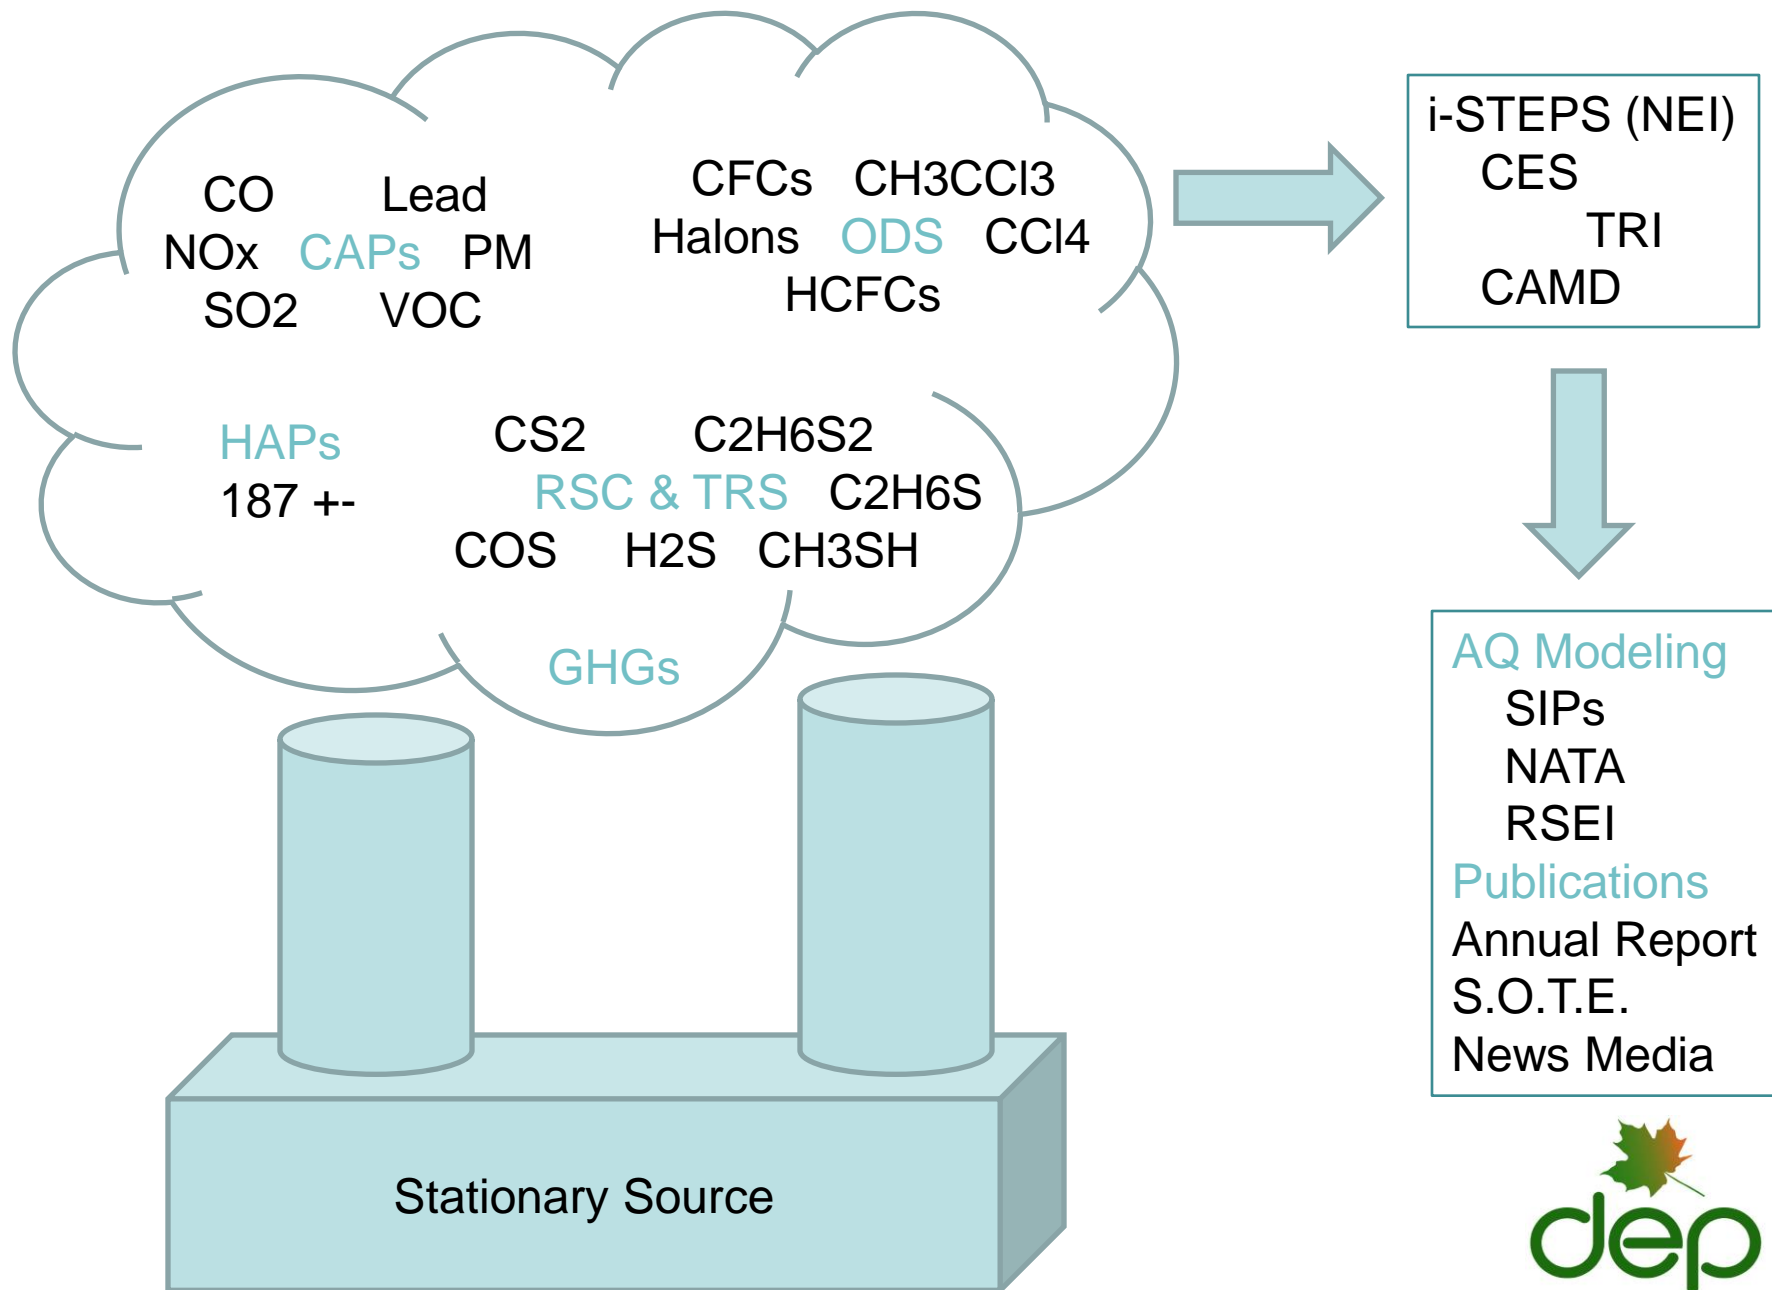 CO Lead
NOx CAPs PM
SO2 VOC
CFCs CH3CCl3
Halons ODS CCl4
HCFCs
HAPs
187 +-
CS2 C2H6S2
RSC & TRS C2H6S
COS H2S CH3SH
GHGs
Stationary Source
i-STEPS (NEI)
CES
TRI
CAMD
AQ Modeling
SIPs
NATA
RSEI
Publications
Annual Report
S.O.T.E.
News Media
dep